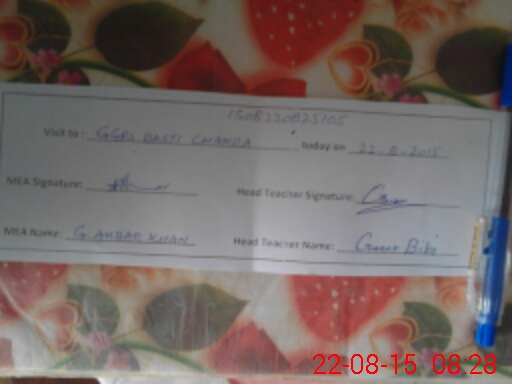 150822082S105
Visit to: GGPS BASTI CHANDA today on 22-8-2015
MEA Signature: Head Teacher Signature:
MEA Name: G. AKBAR KHAN Head Teacher Name: Bibi
22-08-15 08:28